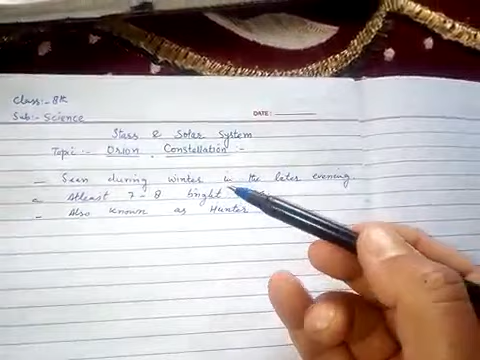 Class:- 8th
Sub:- Science
DATE:
Stars & Solar System
Topic :- Orion Constellation :-
– Seen during winter in the later evening.
– Atleast 7 - 8 bright
– Also known as Hunter